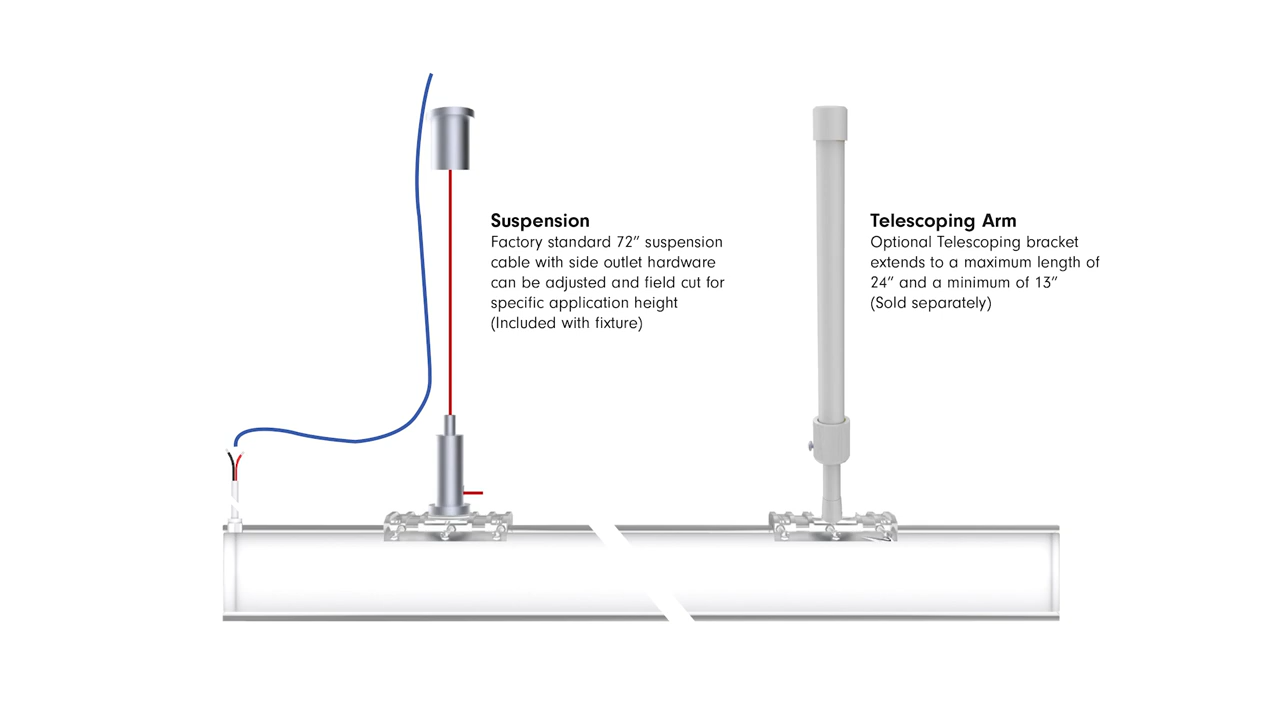 Suspension
Factory standard 72” suspension
cable with side outlet hardware
can be adjusted and field cut for
specific application height
(Included with fixture)
Telescoping Arm
Optional Telescoping bracket
extends to a maximum length of
24” and a minimum of 13”
(Sold separately)